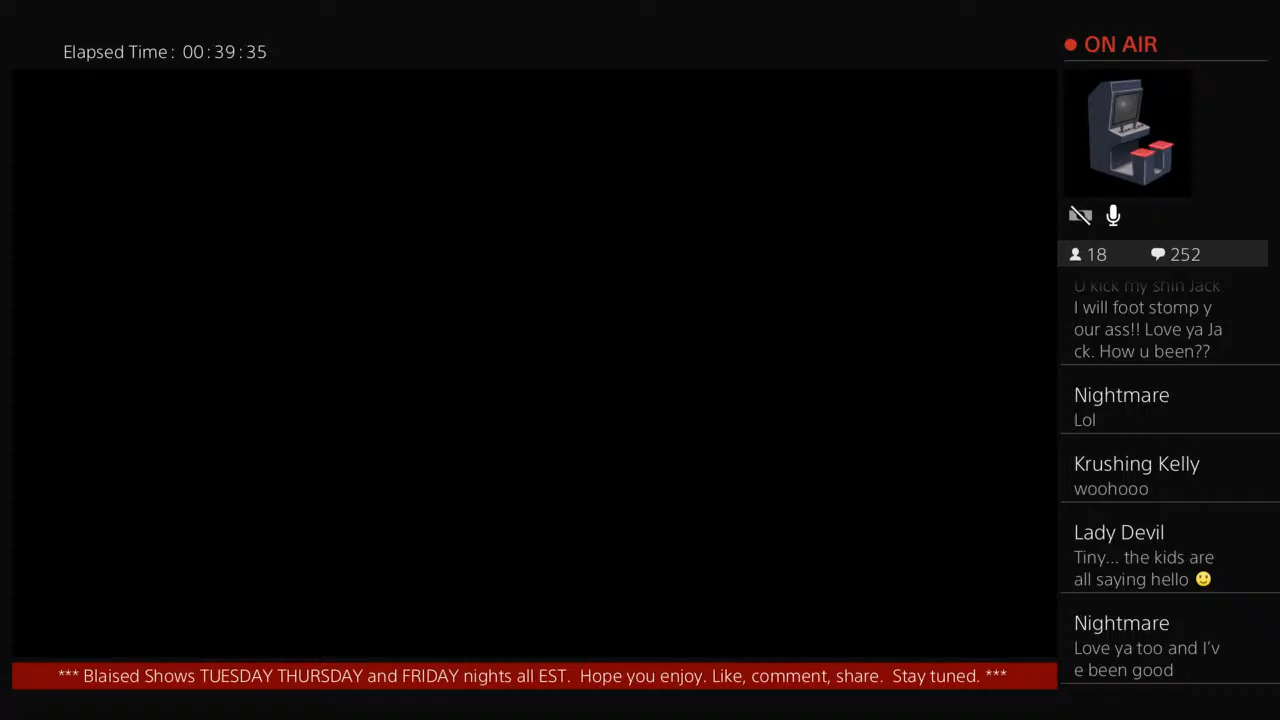 Elapsed Time: 00:39:35
ON AIR
18 252
U kick my shin Jack
I will foot stomp y
our ass!! Love ya Ja
ck. How u been??
Nightmare
Lol
Krushing Kelly
woohooo
Lady Devil
Tiny... the kids are
all saying hello 🙂
Nightmare
Love ya too and I'v
e been good
*** Blaised Shows TUESDAY THURSDAY and FRIDAY nights all EST. Hope you enjoy. Like, comment, share. Stay tuned. ***